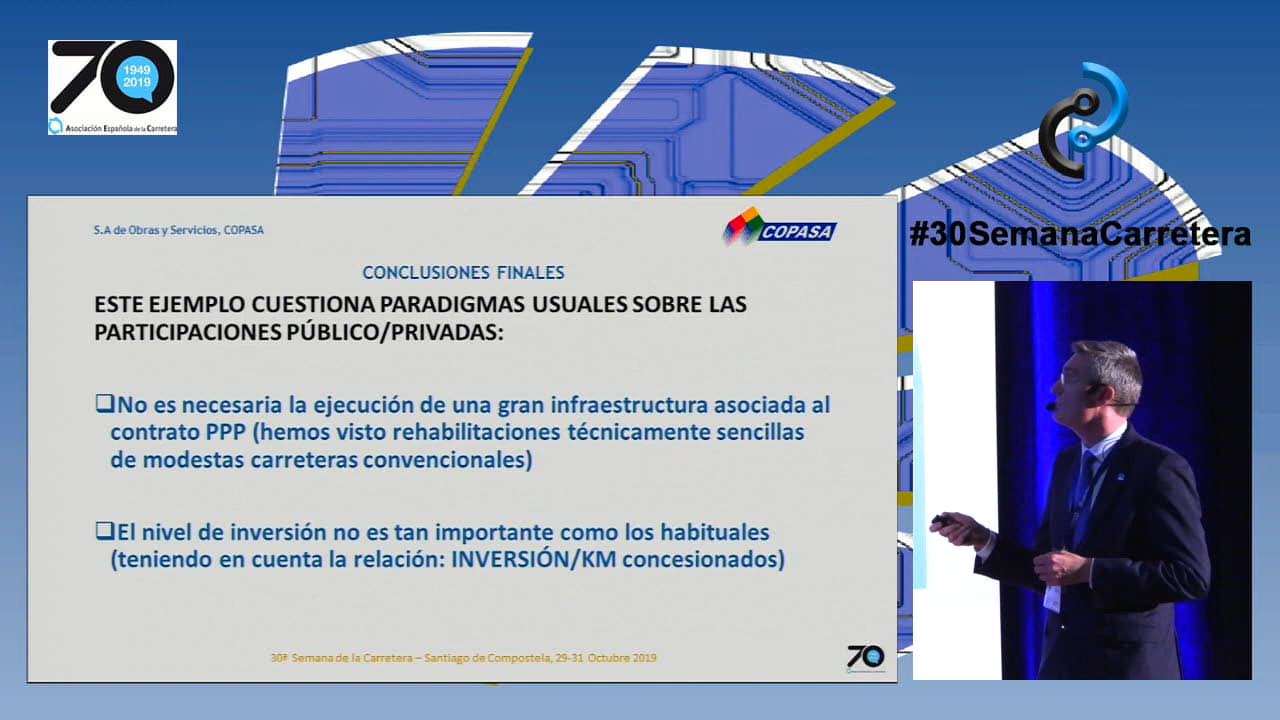 70
1949
2019
Asociación Española de la Carretera
#30SemanaCarretera
S.A de Obras y Servicios, COPASA
COPASA
CONCLUSIONES FINALES
ESTE EJEMPLO CUESTIONA PARADIGMAS USUALES SOBRE LAS
PARTICIPACIONES PÚBLICO/PRIVADAS:
❑No es necesaria la ejecución de una gran infraestructura asociada al
contrato PPP (hemos visto rehabilitaciones técnicamente sencillas
de modestas carreteras convencionales)
❑El nivel de inversión no es tan importante como los habituales
(teniendo en cuenta la relación: INVERSIÓN/KM concesionados)
30ª Semana de la Carretera – Santiago de Compostela, 29-31 Octubre 2019
70